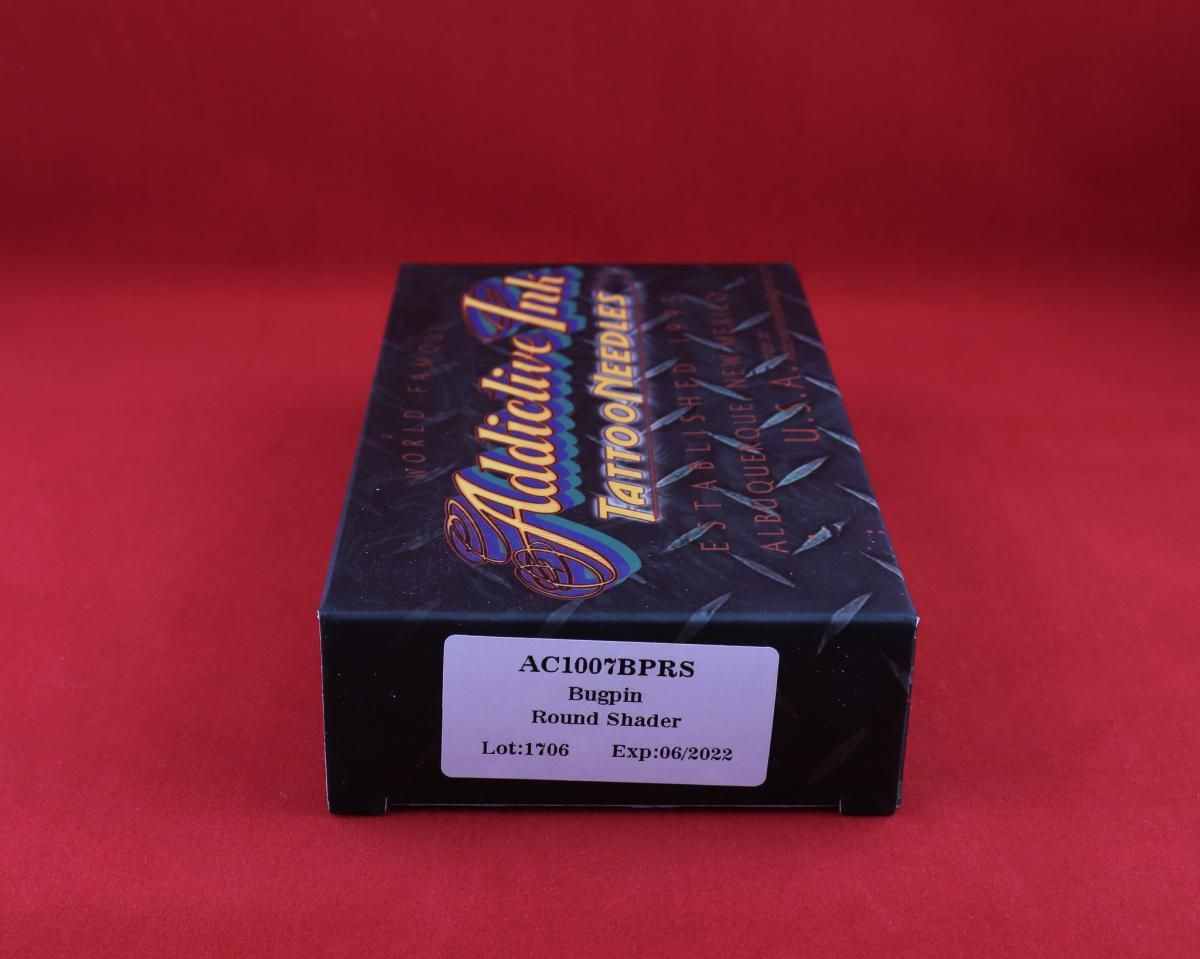 WORLD FAMOUS
Addictive Ink
TATTOO NEEDLES
ESTABLISHED 1995
ALBUQUERQUE, NEW MEXICO
U.S.A.
AC1007BPRS
Bugpin
Round Shader
Lot:1706 Exp:06/2022